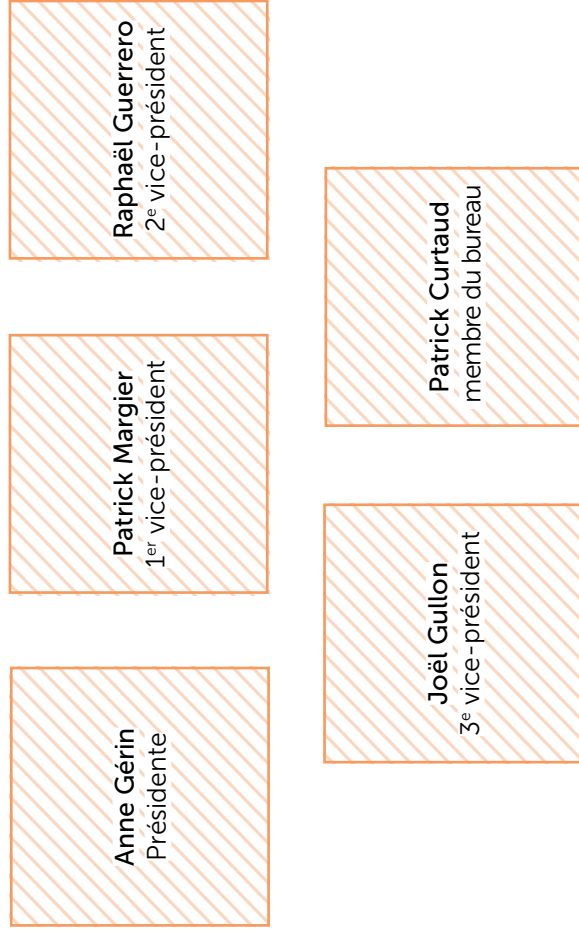 Anne Gérin
Présidente
Patrick Margier
1er vice-président
Raphaël Guerrero
2e vice-président
Joël Gullon
3e vice-président
Patrick Curtaud
membre du bureau